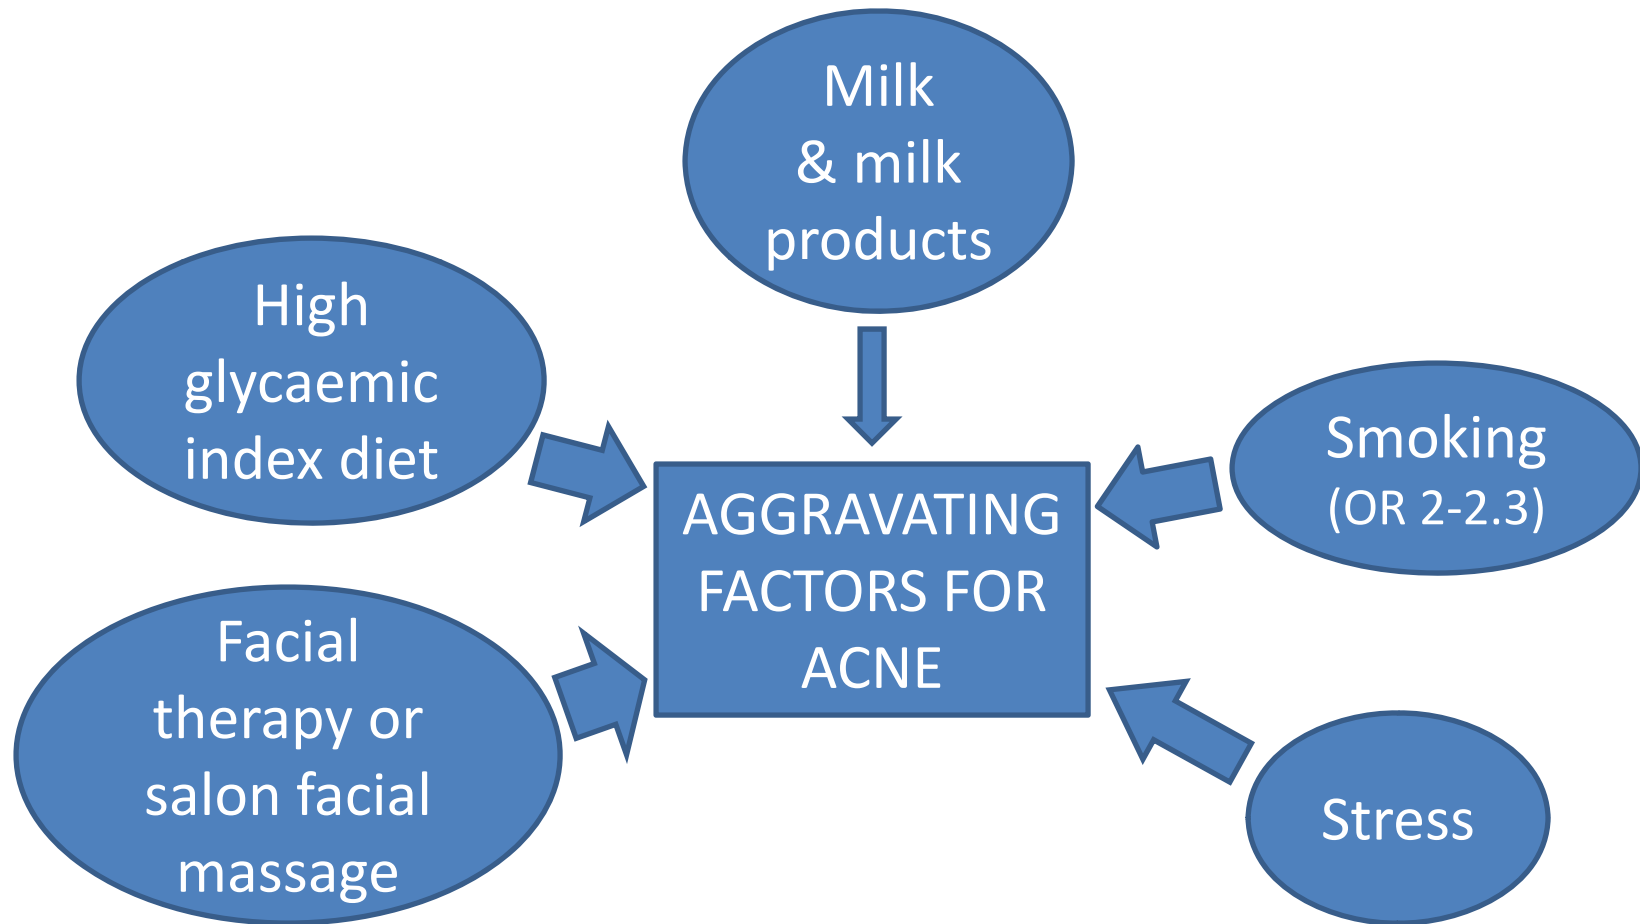 Milk
& milk
products
High
glycaemic
index diet
Smoking
(OR 2-2.3)
AGGRAVATING
FACTORS FOR
ACNE
Facial
therapy or
salon facial
massage
Stress